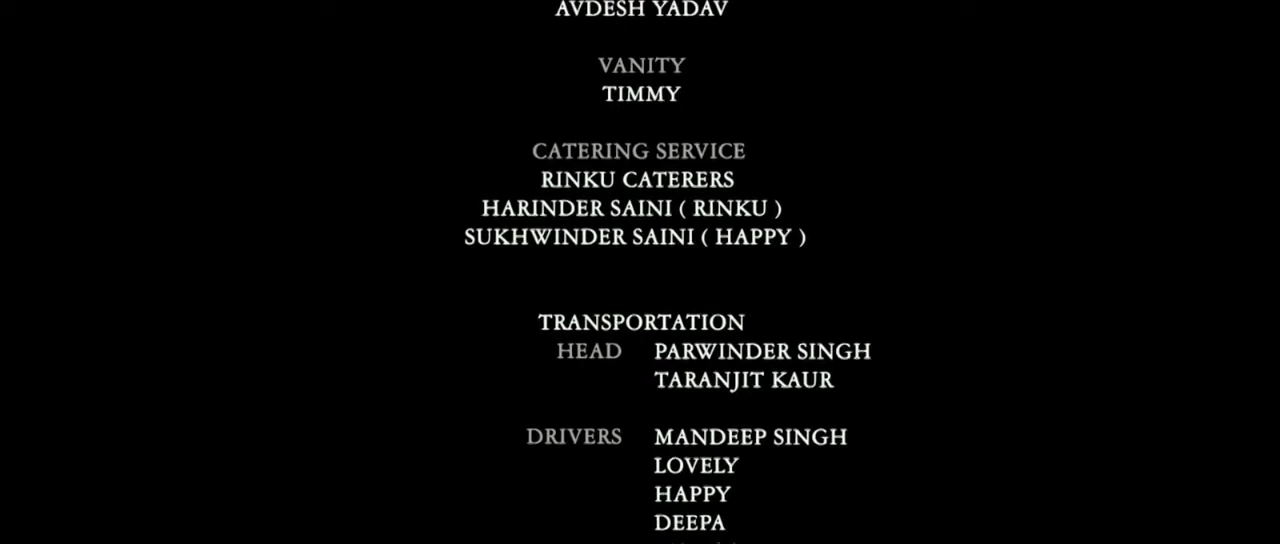 AVDESH YADAV
VANITY
TIMMY
CATERING SERVICE
RINKU CATERERS
HARINDER SAINI ( RINKU )
SUKHWINDER SAINI ( HAPPY )
TRANSPORTATION
HEAD PARWINDER SINGH
TARANJIT KAUR
DRIVERS MANDEEP SINGH
LOVELY
HAPPY
DEEPA